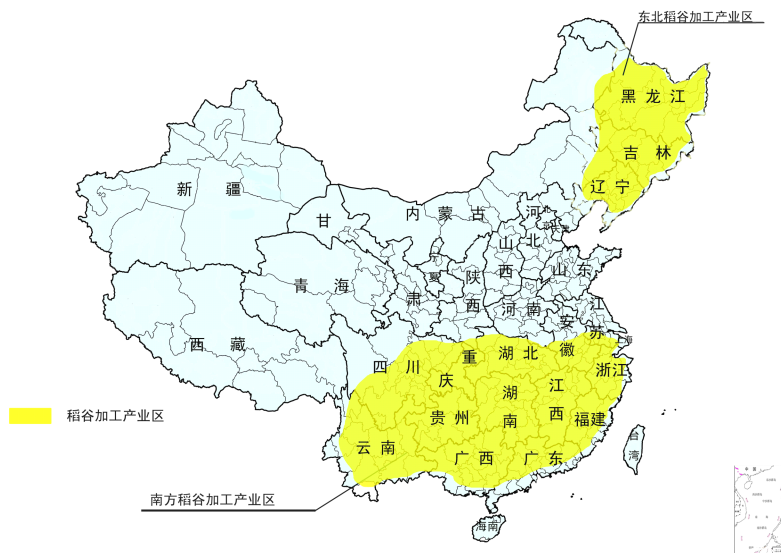 东北稻谷加工产业区
黑龙江
吉林
辽宁
新疆
甘肃
内蒙古
河北
山西
山东
青海
宁夏
陕西
河南
江苏
安徽
上海
西藏
四川
重庆
湖北
浙江
湖南
江西
贵州
福建
云南
广西
广东
台湾
海南
稻谷加工产业区
南方稻谷加工产业区